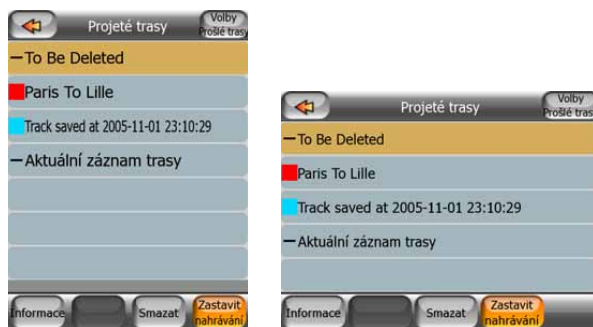 Projeté trasy
Volby
Prošlé trasy
To Be Deleted
Paris To Lille
Track saved at 2005-11-01 23:10:29
Aktuální záznam trasy
Informace
Smazat
Zastavit
nahrávání
Projeté trasy
Volby
Prošlé tras
To Be Deleted
Paris To Lille
Track saved at 2005-11-01 23:10:29
Aktuální záznam trasy
Informace
Smazat
Zastavit
nahrávání